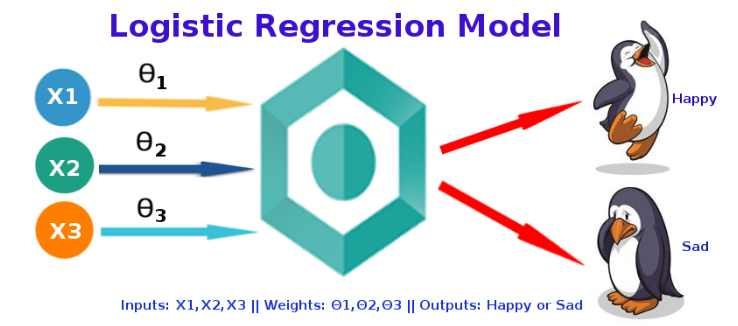 Logistic Regression Model
X1
θ1
X2
θ2
X3
θ3
Happy
Sad
Inputs: X1,X2,X3 || Weights: Θ1,Θ2,Θ3 || Outputs: Happy or Sad